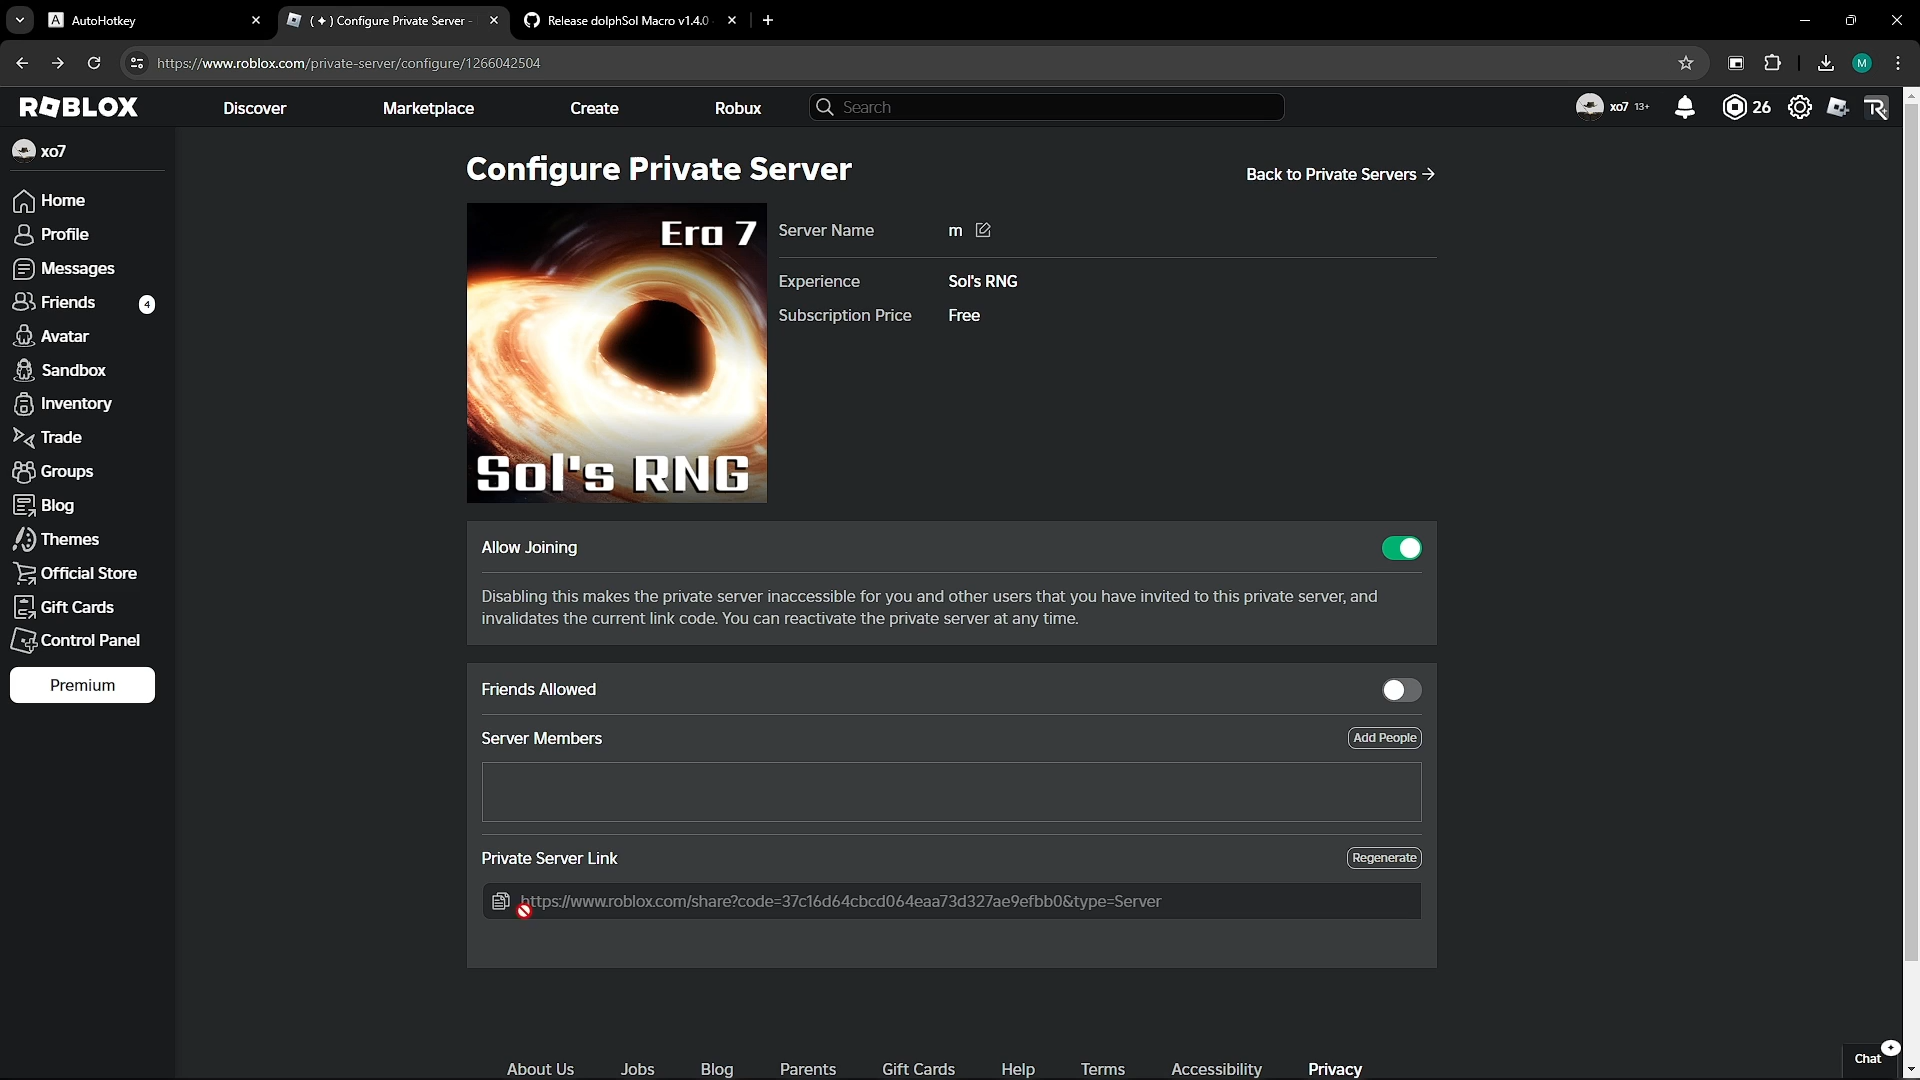 AutoHotkey
( ✦ ) Configure Private Server -
Release dolphSol Macro v1.4.0
https://www.roblox.com/private-server/configure/1266042504
M
ROBLOX
Discover
Marketplace
Create
Robux
Search
xo7 13+
26
xo7
Home
Profile
Messages
Friends
4
Avatar
Sandbox
Inventory
Trade
Groups
Blog
Themes
Official Store
Gift Cards
Control Panel
Premium
Configure Private Server
Back to Private Servers →
Era 7
Sol's RNG
Server Name
m
Experience
Sol's RNG
Subscription Price
Free
Allow Joining
Disabling this makes the private server inaccessible for you and other users that you have invited to this private server, and
invalidates the current link code. You can reactivate the private server at any time.
Friends Allowed
Server Members
Add People
Private Server Link
Regenerate
https://www.roblox.com/share?code=37c16d64cbcd064eaa73d327ae9efbb0&type=Server
About Us
Jobs
Blog
Parents
Gift Cards
Help
Terms
Accessibility
Privacy
Chat